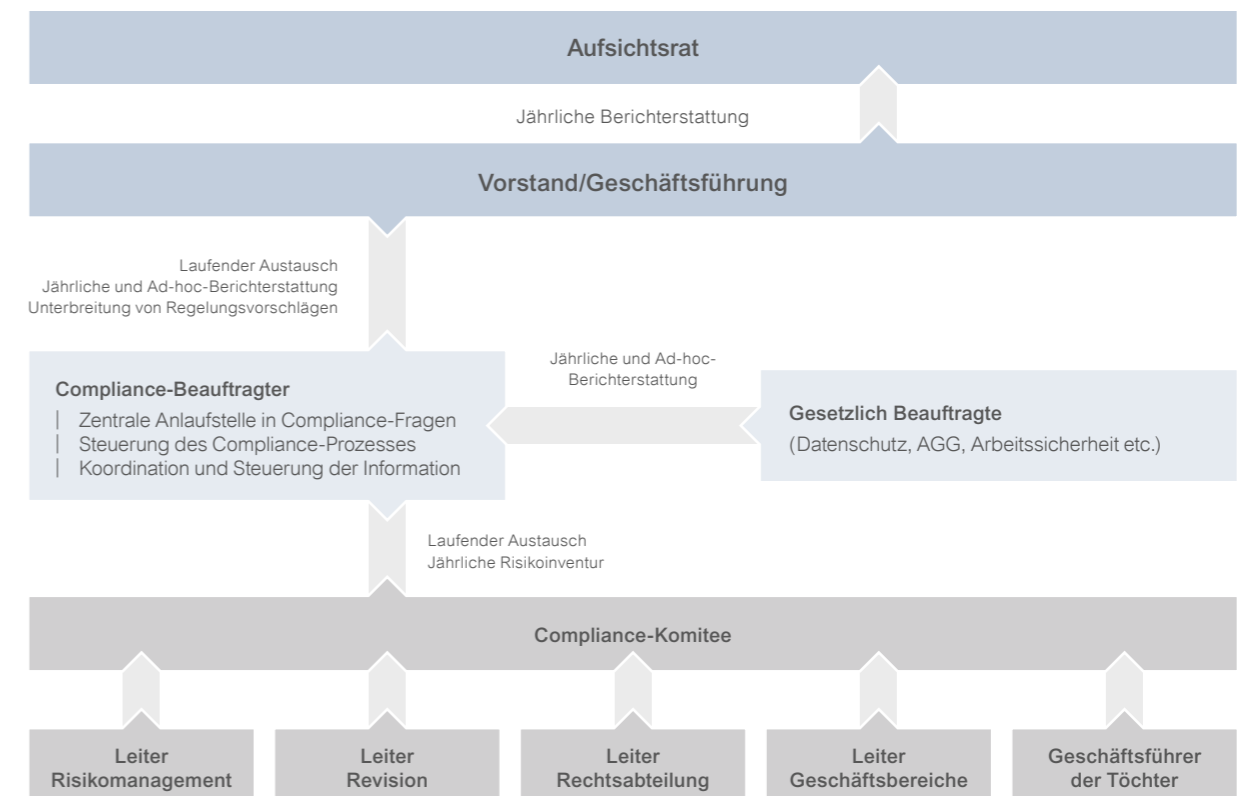 Aufsichtsrat
Jährliche Berichterstattung
Vorstand/Geschäftsführung
Laufender Austausch
Jährliche und Ad-hoc-Berichterstattung
Unterbreitung von Regelungsvorschlägen
Jährliche und Ad-hoc-
Berichterstattung
Compliance-Beauftragter
| Zentrale Anlaufstelle in Compliance-Fragen
| Steuerung des Compliance-Prozesses
| Koordination und Steuerung der Information
Gesetzlich Beauftragte
(Datenschutz, AGG, Arbeitssicherheit etc.)
Laufender Austausch
Jährliche Risikoinventur
Compliance-Komitee
Leiter
Risikomanagement
Leiter
Revision
Leiter
Rechtsabteilung
Leiter
Geschäftsbereiche
Geschäftsführer
der Töchter